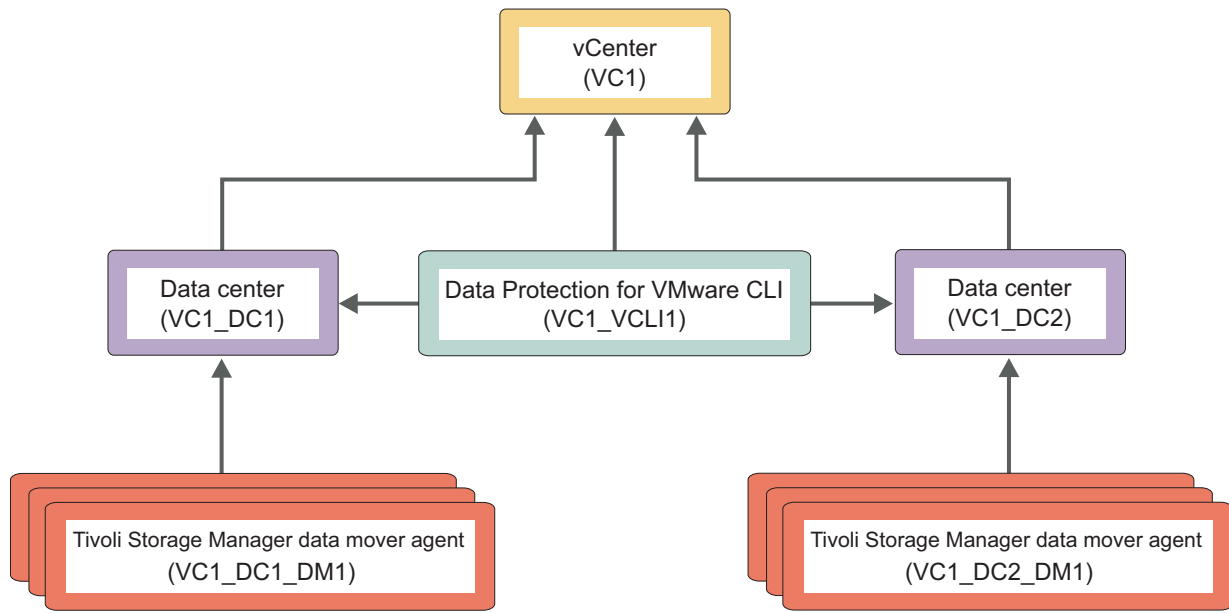 vCenter
(VC1)
Data center
(VC1_DC1)
Data Protection for VMware CLI
(VC1_VCLI1)
Data center
(VC1_DC2)
Tivoli Storage Manager data mover agent
(VC1_DC1_DM1)
Tivoli Storage Manager data mover agent
(VC1_DC2_DM1)